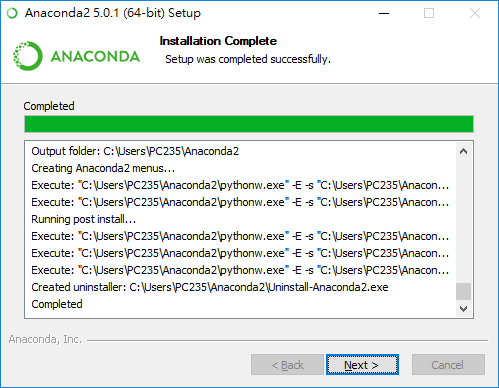 Anaconda2 5.0.1 (64-bit) Setup
ANACONDA
Installation Complete
Setup was completed successfully.
Completed
Output folder: C:\Users\PC235\Anaconda2
Creating Anaconda2 menus...
Execute: "C:\Users\PC235\Anaconda2\pythonw.exe" -E -s "C:\Users\PC235\Anacon...
Execute: "C:\Users\PC235\Anaconda2\pythonw.exe" -E -s "C:\Users\PC235\Anacon...
Running post install...
Execute: "C:\Users\PC235\Anaconda2\pythonw.exe" -E -s "C:\Users\PC235\Anacon...
Execute: "C:\Users\PC235\Anaconda2\pythonw.exe" -E -s "C:\Users\PC235\Anacon...
Execute: "C:\Users\PC235\Anaconda2\pythonw.exe" -E -s "C:\Users\PC235\Anacon...
Created uninstaller: C:\Users\PC235\Anaconda2\Uninstall-Anaconda2.exe
Completed
Anaconda, Inc.
< Back
Next >
Cancel